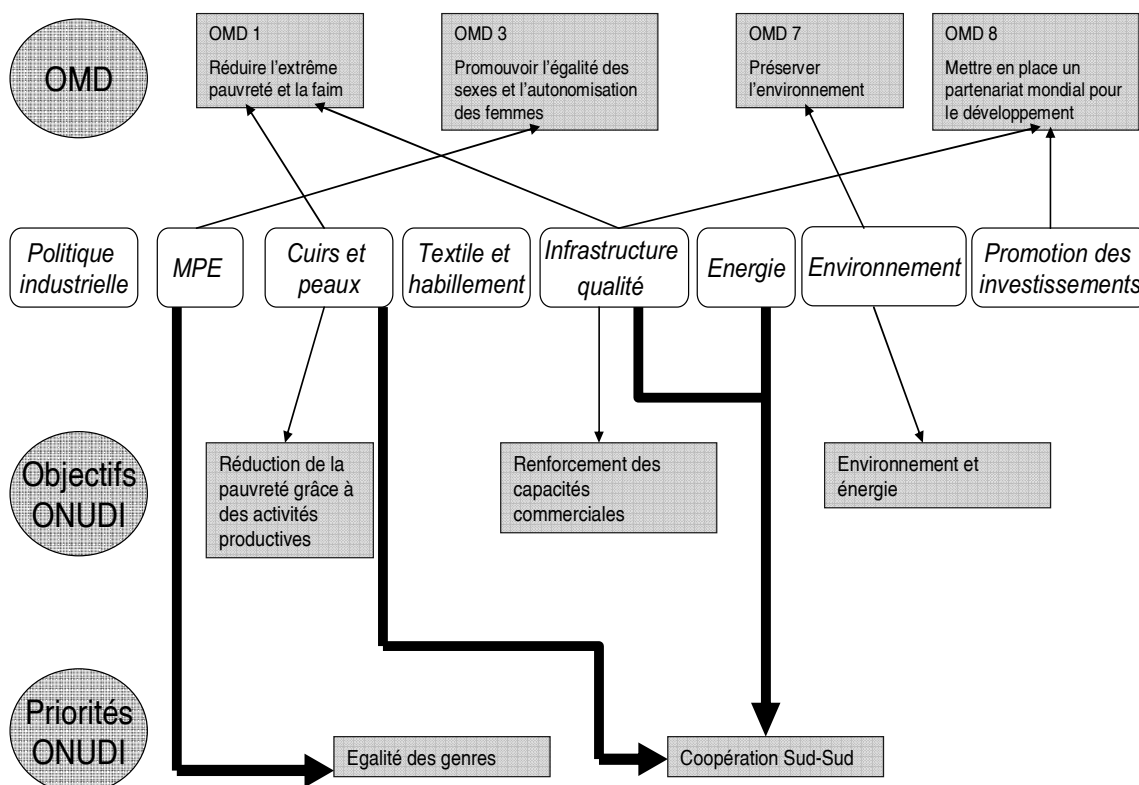 OMD
OMD 1
Réduire l'extrême
pauvreté et la faim
OMD 3
Promouvoir l'égalité des
sexes et l'autonomisation
des femmes
OMD 7
Préserver
l'environnement
OMD 8
Mettre en place un
partenariat mondial pour
le développement
Politique
industrielle
MPE
Cuirs et
peaux
Textile et
habillement
Infrastructure
qualité
Energie
Environnement
Promotion des
investissements
Objectifs
ONUDI
Réduction de la
pauvreté grâce à
des activités
productives
Renforcement des
capacités
commerciales
Environnement et
énergie
Priorités
ONUDI
Egalité des genres
Coopération Sud-Sud